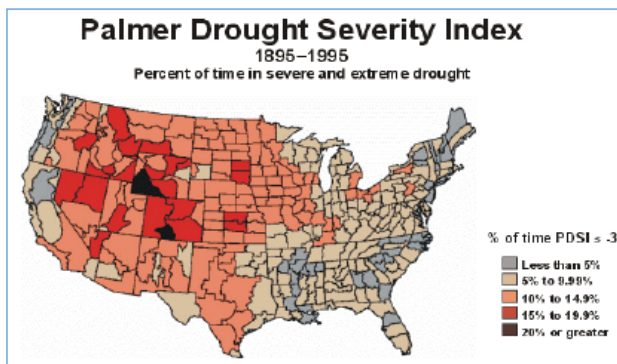 Palmer Drought Severity Index
1895–1995
Percent of time in severe and extreme drought
% of time PDSI ≤ -3
Less than 5%
5% to 9.99%
10% to 14.9%
15% to 19.9%
20% or greater